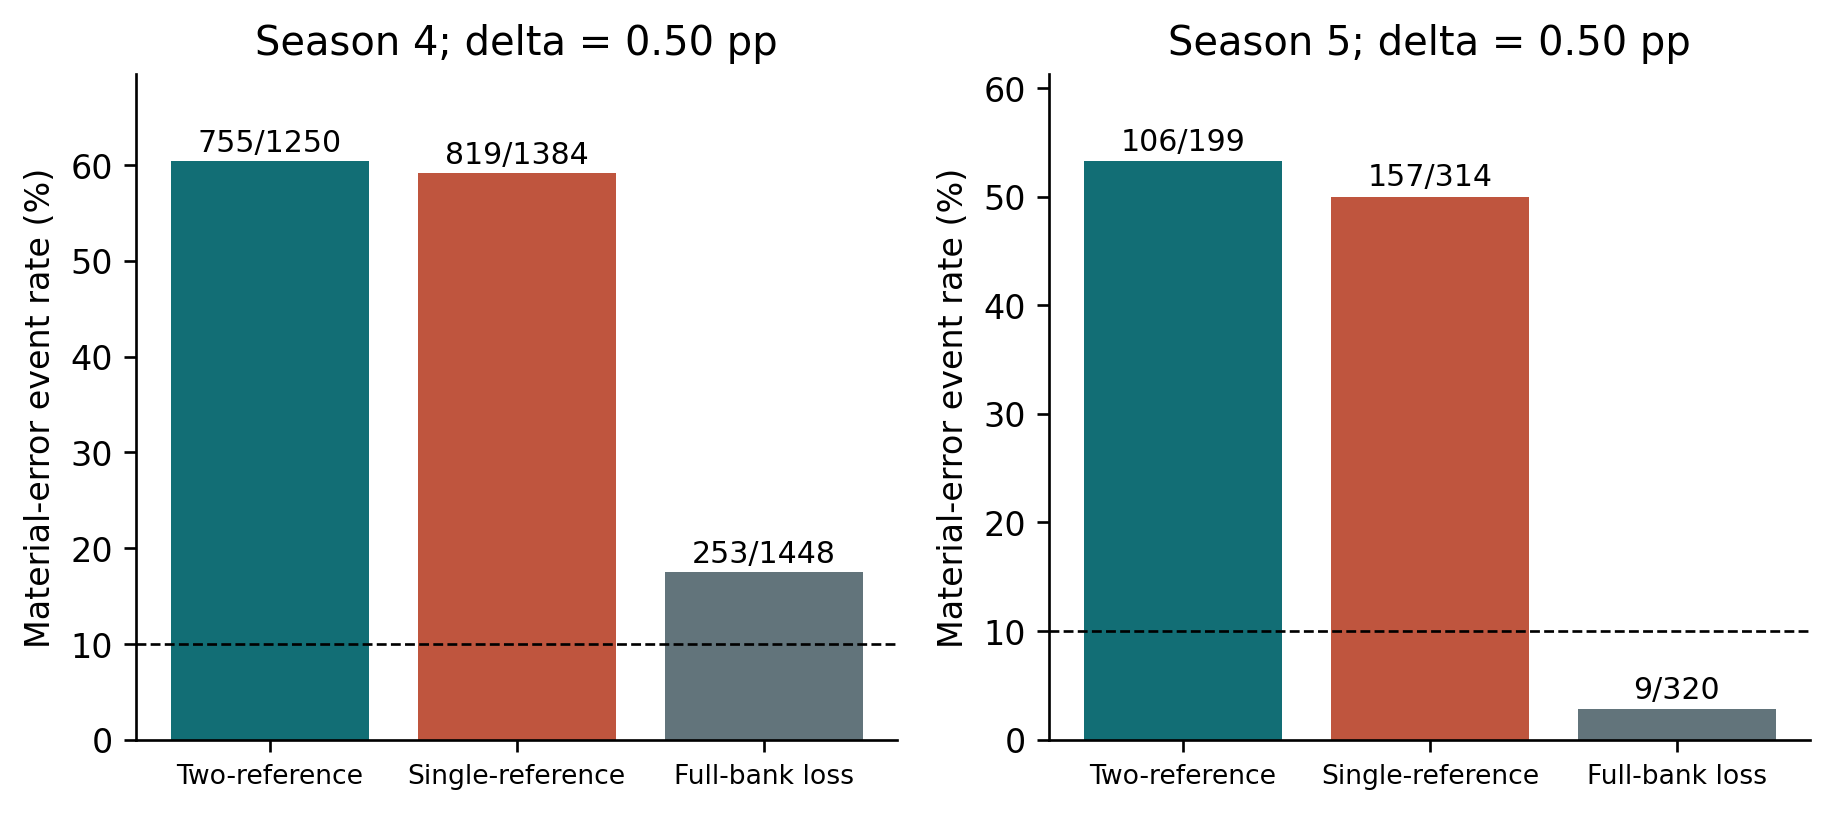 Season 4; delta = 0.50 pp
Material-error event rate (%)
60
50
40
30
20
10
0
755/1250
819/1384
253/1448
Two-reference
Single-reference
Full-bank loss
Season 5; delta = 0.50 pp
Material-error event rate (%)
60
50
40
30
20
10
0
106/199
157/314
9/320
Two-reference
Single-reference
Full-bank loss